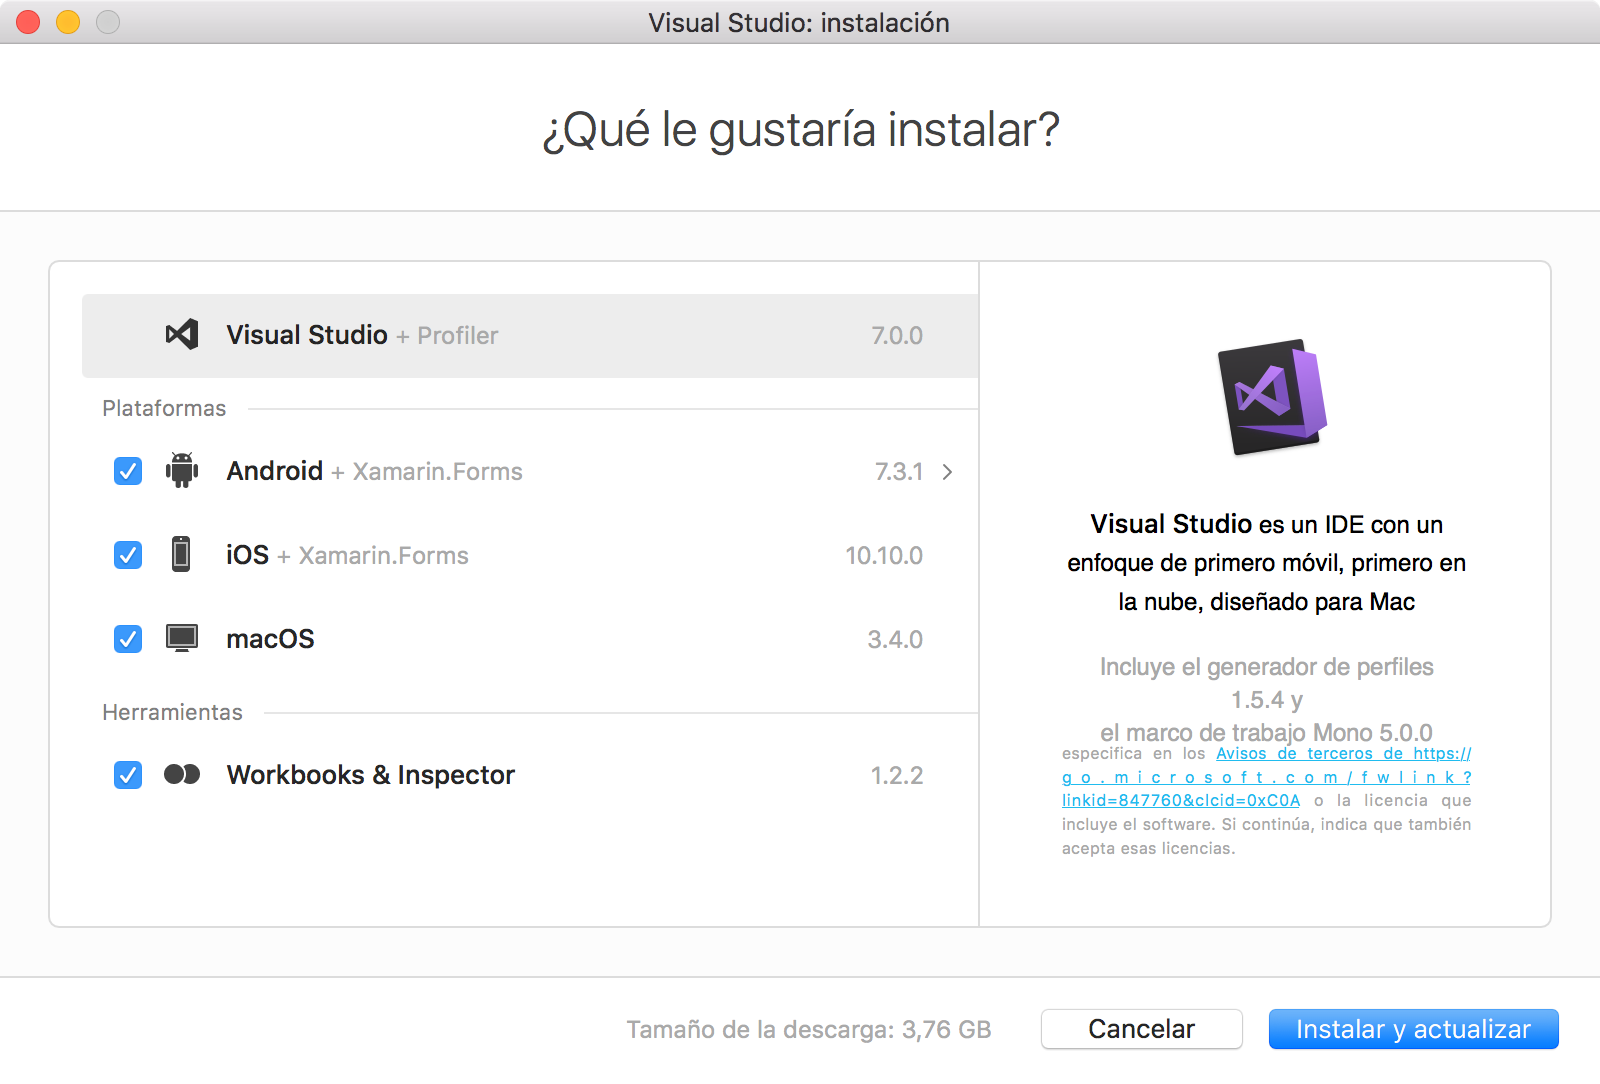 Visual Studio: instalación
¿Qué le gustaría instalar?
Visual Studio + Profiler 7.0.0
Plataformas
Android + Xamarin.Forms 7.3.1
iOS + Xamarin.Forms 10.10.0
macOS 3.4.0
Herramientas
Workbooks & Inspector 1.2.2
Visual Studio es un IDE con un
enfoque de primero móvil, primero en
la nube, diseñado para Mac
Incluye el generador de perfiles
1.5.4 y
el marco de trabajo Mono 5.0.0
especifica en los Avisos de terceros de https://
go.microsoft.com/fwlink?
linkid=847760&clcid=0xC0A o la licencia que
incluye el software. Si continúa, indica que también
acepta esas licencias.
Tamaño de la descarga: 3,76 GB
Cancelar
Instalar y actualizar